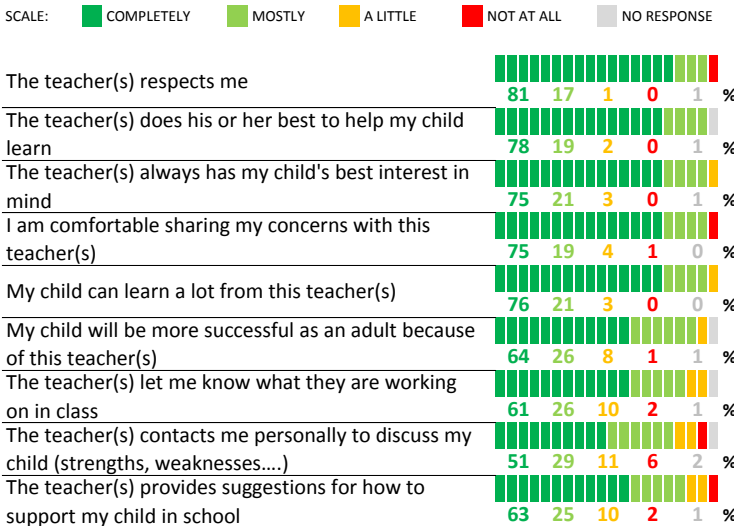 SCALE: COMPLETELY MOSTLY A LITTLE NOT AT ALL NO RESPONSE
The teacher(s) respects me
81 17 1 0 1 %
The teacher(s) does his or her best to help my child
learn
78 19 2 0 1 %
The teacher(s) always has my child's best interest in
mind
75 21 3 0 1 %
I am comfortable sharing my concerns with this
teacher(s)
75 19 4 1 0 %
My child can learn a lot from this teacher(s)
76 21 3 0 0 %
My child will be more successful as an adult because
of this teacher(s)
64 26 8 1 1 %
The teacher(s) let me know what they are working
on in class
61 26 10 2 1 %
The teacher(s) contacts me personally to discuss my
child (strengths, weaknesses....)
51 29 11 6 2 %
The teacher(s) provides suggestions for how to
support my child in school
63 25 10 2 1 %